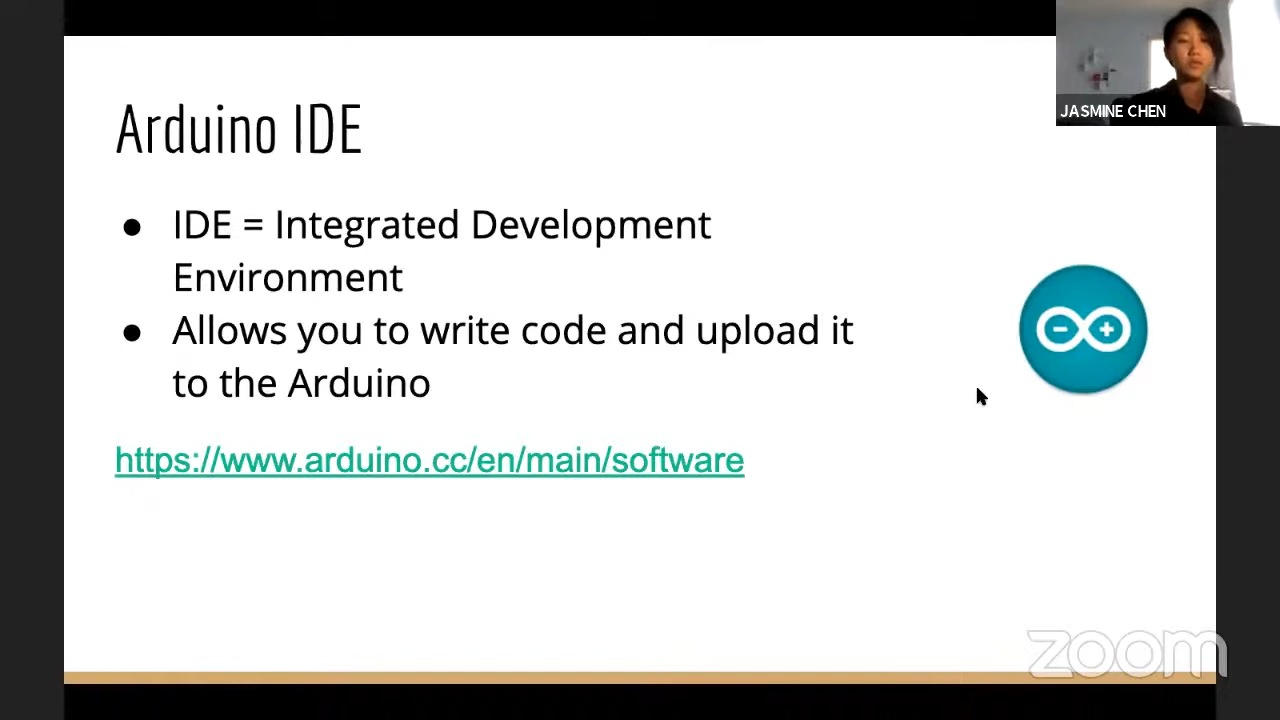 JASMINE CHEN
Arduino IDE
● IDE = Integrated Development
Environment
● Allows you to write code and upload it
to the Arduino
https://www.arduino.cc/en/main/software
zoom